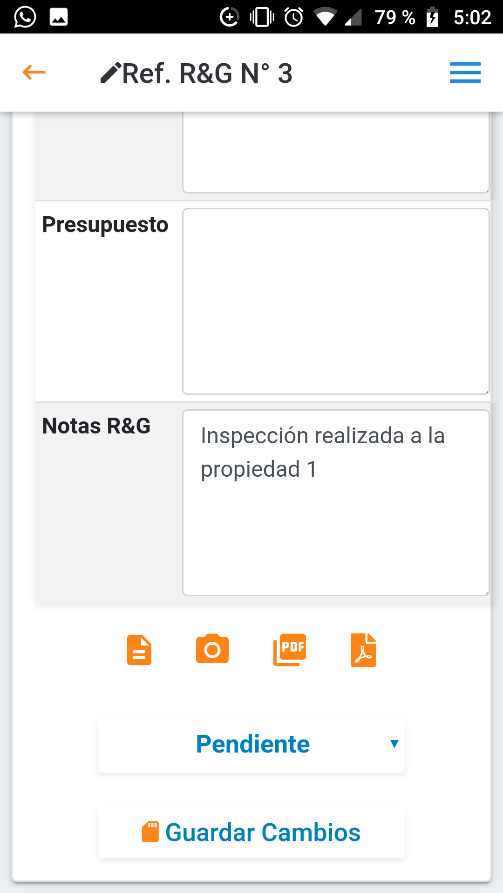 79 % 5:02
Ref. R&G N° 3
Presupuesto
Notas R&G
Inspección realizada a la
propiedad 1
PDF
Pendiente
Guardar Cambios